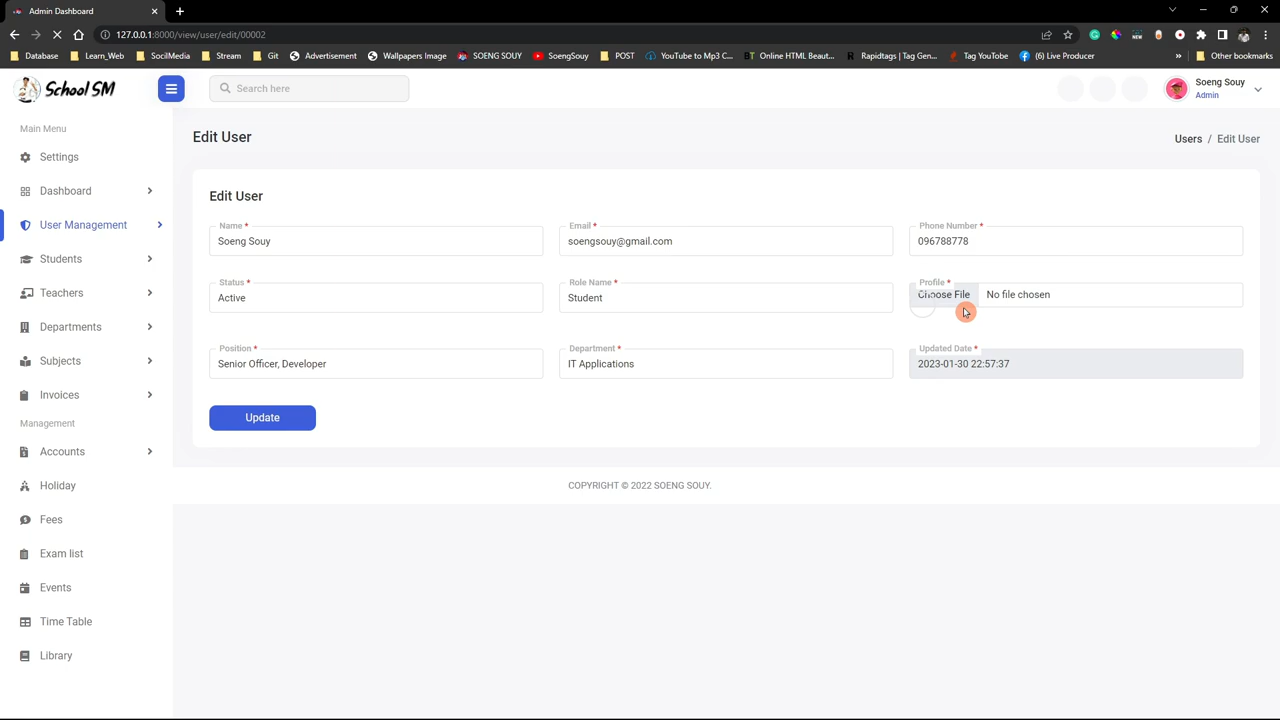 Admin Dashboard
127.0.0.1:8000/view/user/edit/00002
Database Learn_Web SocilMedia Stream Git Advertisement Wallpapers Image SOENG SOUY SoengSouy POST YouTube to Mp3 C... Online HTML Beaut... Rapidtags | Tag Gen... Tag YouTube (6) Live Producer » Other bookmarks
School SM
Search here
Soeng Souy
Admin
Main Menu
Settings
Dashboard
User Management
Students
Teachers
Departments
Subjects
Invoices
Management
Accounts
Holiday
Fees
Exam list
Events
Time Table
Library
Edit User
Users / Edit User
Edit User
Name * Email * Phone Number *
Soeng Souy soengsouy@gmail.com 096788778
Status * Role Name * Profile *
Active Student Choose File No file chosen
Position * Department * Updated Date *
Senior Officer, Developer IT Applications 2023-01-30 22:57:37
Update
COPYRIGHT © 2022 SOENG SOUY.